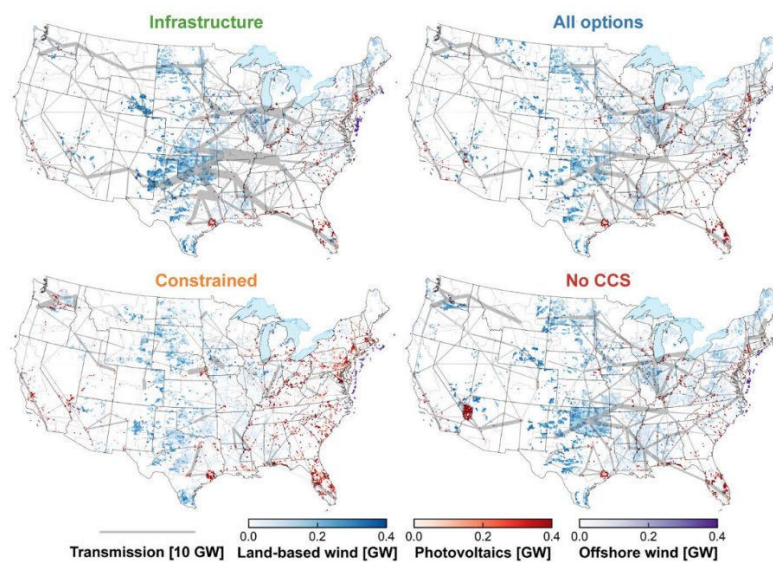 Infrastructure
All options
Constrained
No CCS
0.0 0.2 0.4
0.0 0.2 0.4
0.0 0.2 0.4
Transmission [10 GW]
Land-based wind [GW]
Photovoltaics [GW]
Offshore wind [GW]